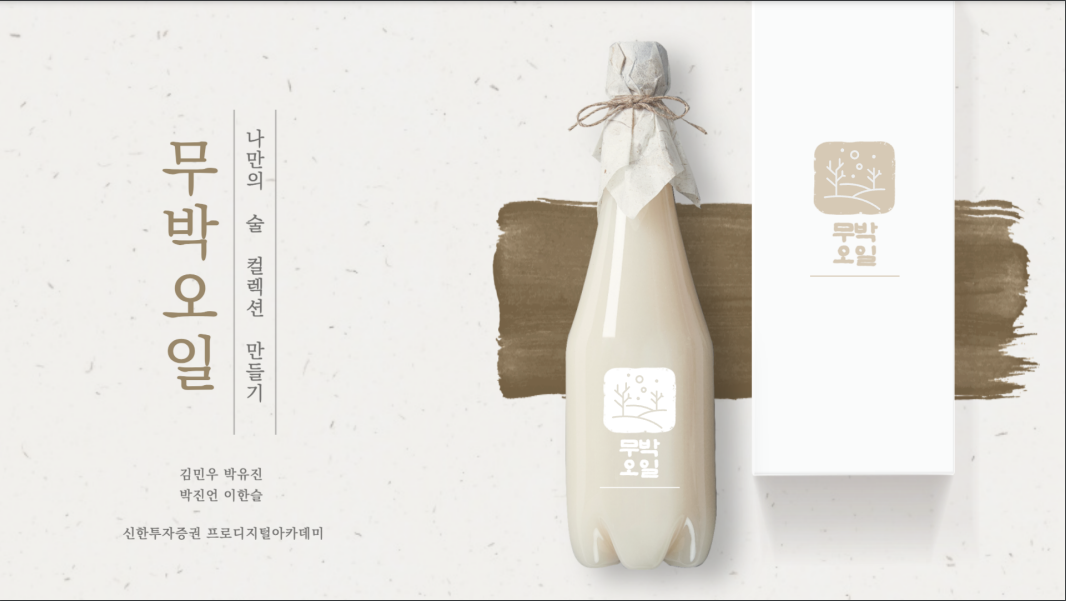 무박오일
나만의 술 컬렉션 만들기
김민우 박유진
박진언 이한슬
신한투자증권 프로디지털아카데미
무박
오일
무박
오일